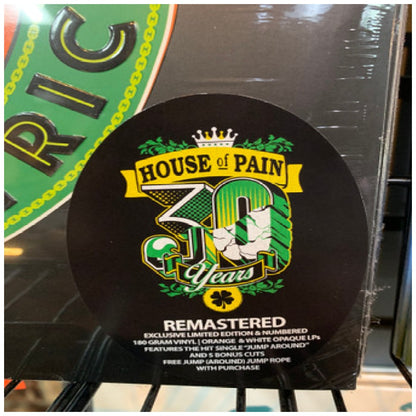 TRIC
HOUSE of PAIN
30
Years
REMASTERED
EXCLUSIVE LIMITED EDITION & NUMBERED
180 GRAM VINYL | ORANGE & WHITE OPAQUE LPs
FEATURES THE HIT SINGLE "JUMP AROUND"
AND 5 BONUS CUTS
FREE JUMP (AROUND) JUMP ROPE
WITH PURCHASE